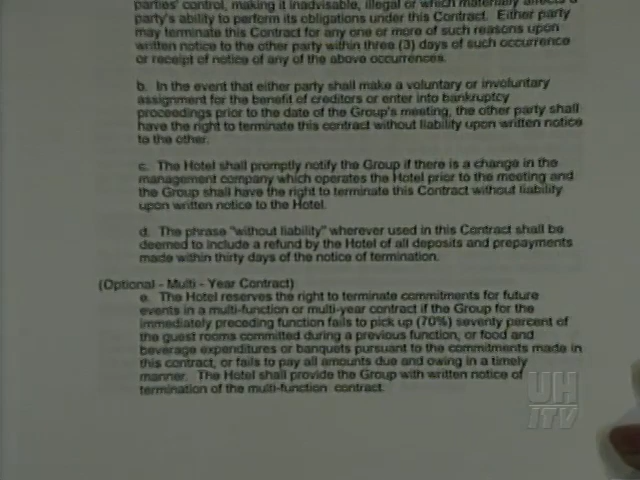 parties' control, making it inadvisable, illegal or which materially affects a
party's ability to perform its obligations under this Contract. Either party
may terminate this Contract for any one or more of such reasons upon
written notice to the other party within three (3) days of such occurrence
or receipt of notice of any of the above occurrences.
b. In the event that either party shall make a voluntary or involuntary
assignment for the benefit of creditors or enter into bankruptcy
proceedings prior to the date of the Group's meeting, the other party shall
have the right to terminate this contract without liability upon written notice
to the other.
c. The Hotel shall promptly notify the Group if there is a change in the
management company which operates the Hotel prior to the meeting and
the Group shall have the right to terminate this Contract without liability
upon written notice to the Hotel.
d. The phrase "without liability" wherever used in this Contract shall be
deemed to include a refund by the Hotel of all deposits and prepayments
made within thirty days of the notice of termination.
(Optional - Multi - Year Contract)
e. The Hotel reserves the right to terminate commitments for future
events in a multi-function or multi-year contract if the Group for the
immediately preceding function fails to pick up (70%) seventy percent of
the guest rooms committed during a previous function, or food and
beverage expenditures or banquets pursuant to the commitments made in
this contract, or fails to pay all amounts due and owing in a timely
manner. The Hotel shall provide the Group with written notice of
termination of the multi-function contract.
UH
ITV